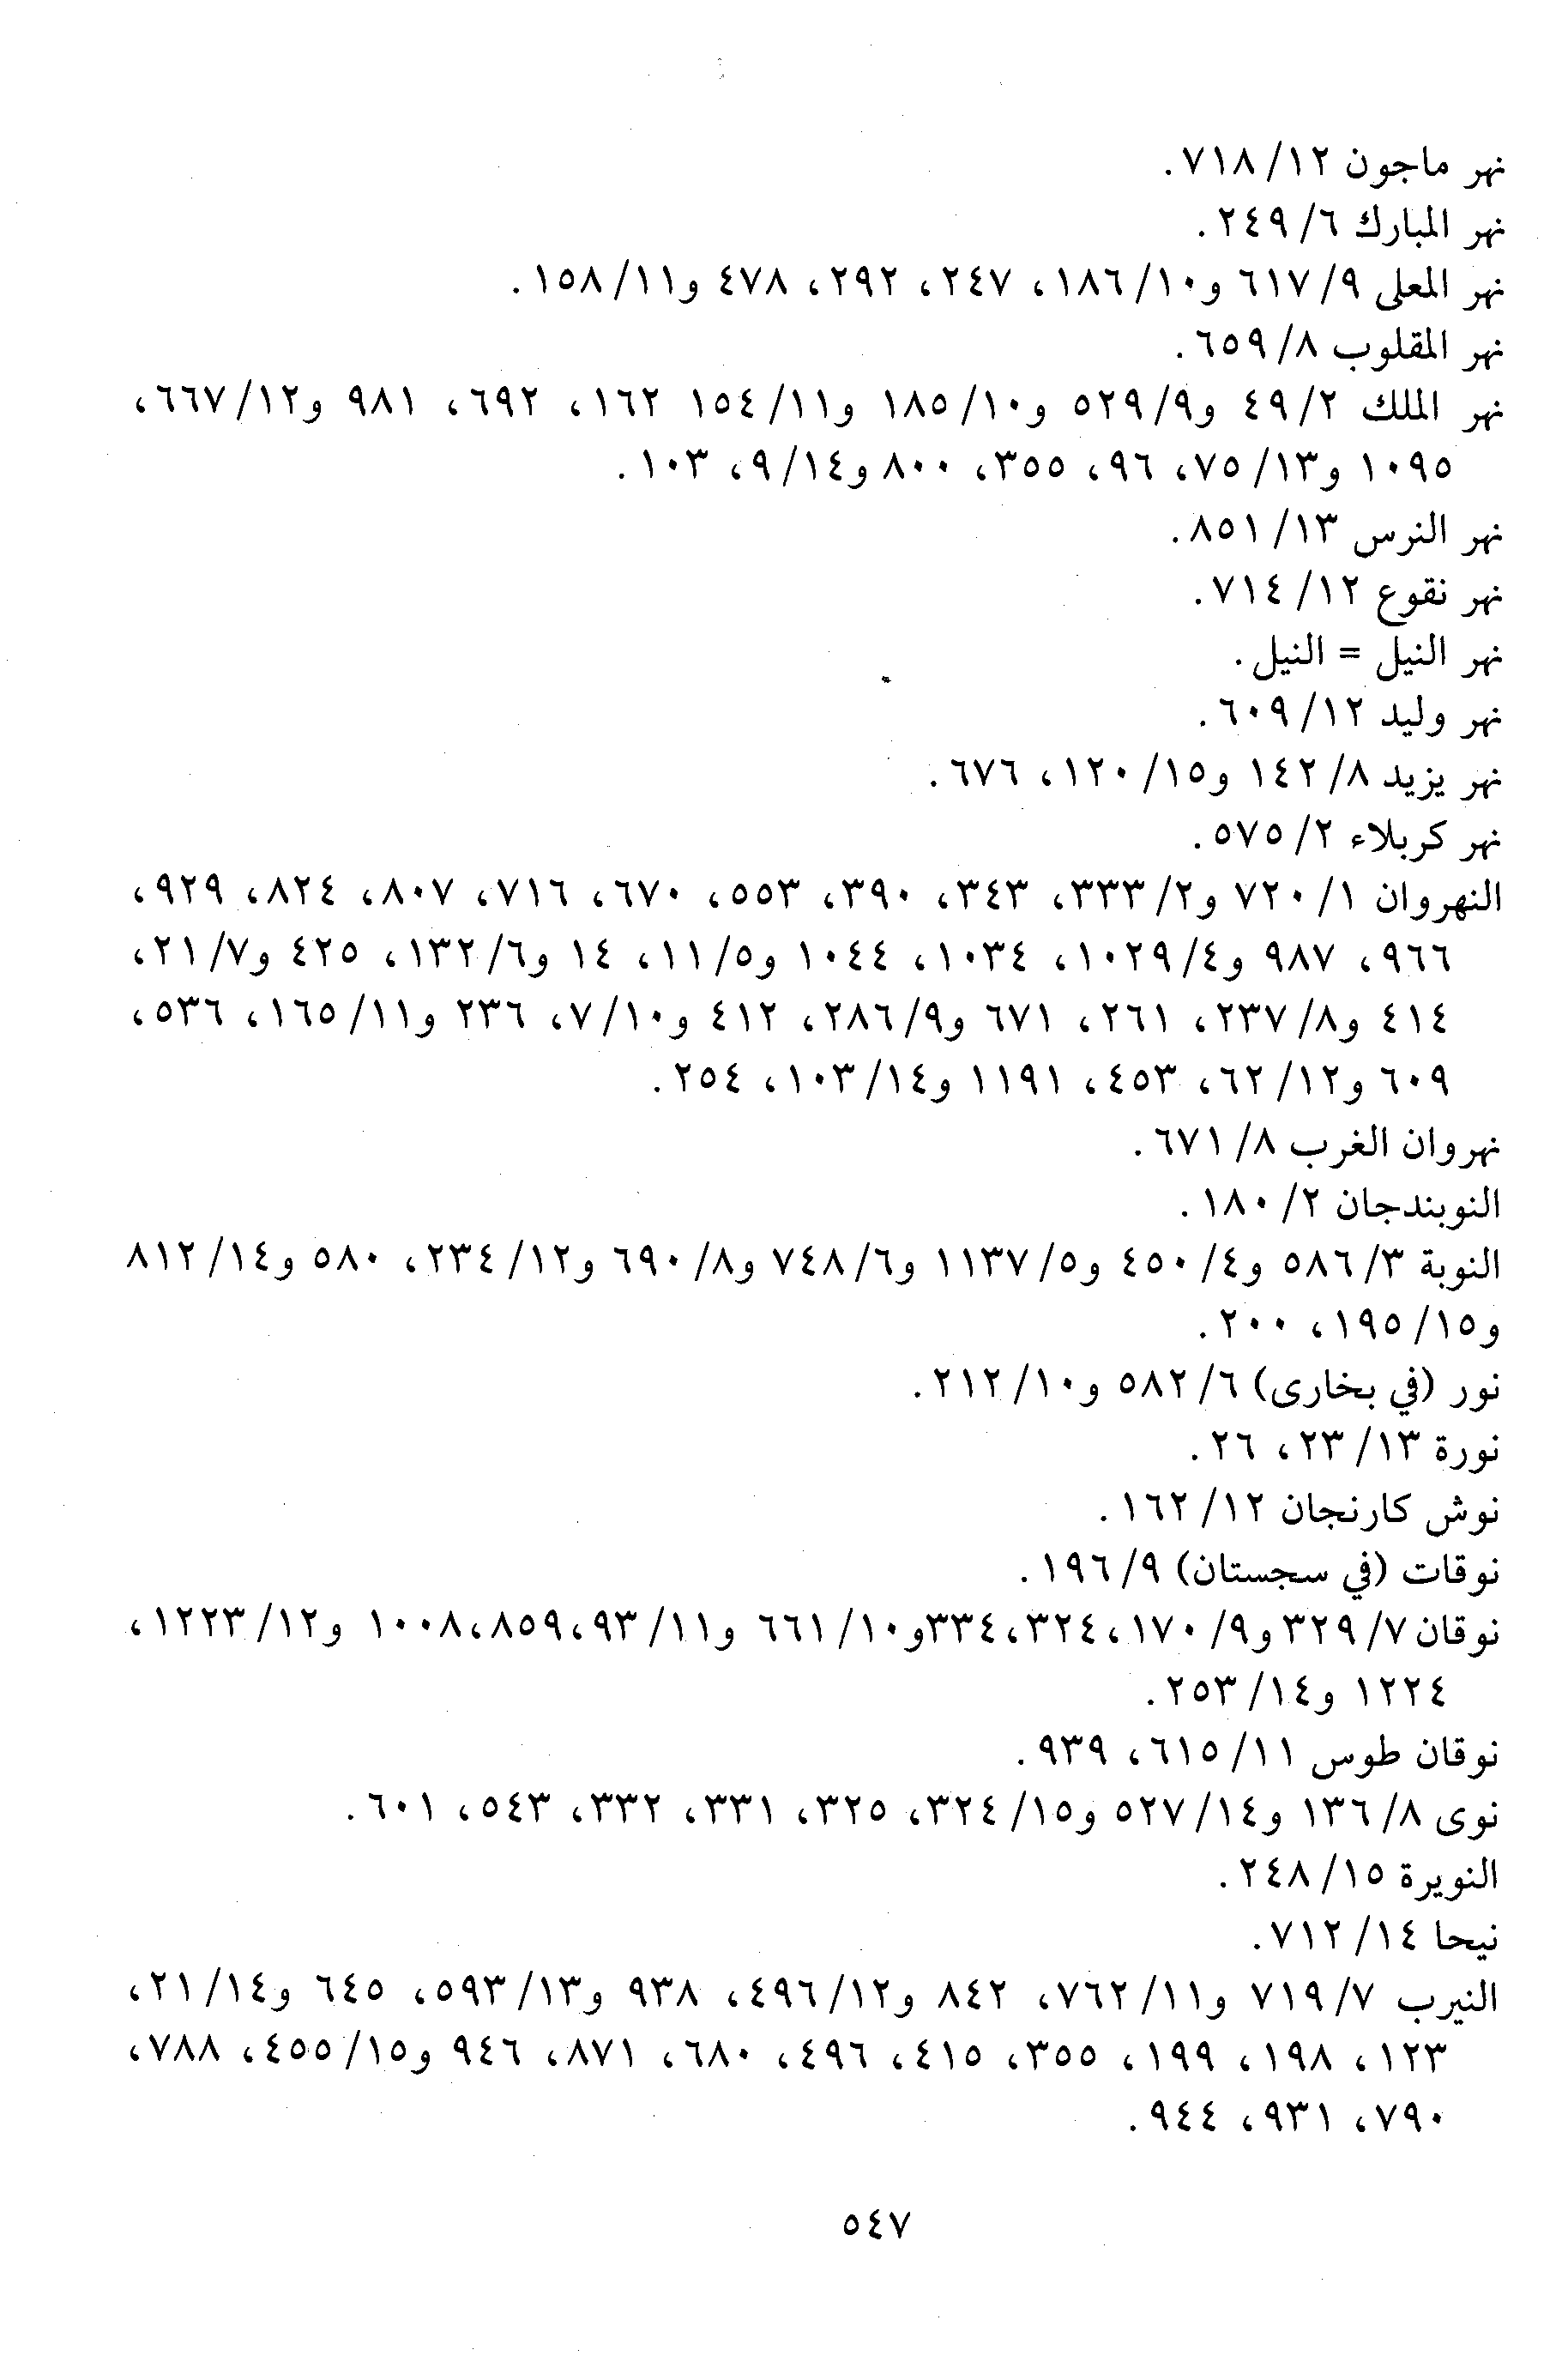 نهر ماجون ١٢/ ٧١٨.
نهر المبارك ٦/ ٢٤٩.
نهر المعلى ٩/ ٦١٧ و١٠/ ١٨٦، ٢٤٧، ٢٩٢، ٤٧٨ و١١/ ١٥٨.
نهر المقلوب ٨/ ٦٥٩.
نهر الملك ٢/ ٤٩ و٩/ ٥٢٩ و١٠/ ١٨٥ و١١/ ١٥٤ ١٦٢، ٦٩٢، ٩٨١ و١٢/ ٦٦٧،
١٠٩٥ و١٣/ ٧٥، ٩٦، ٣٥٥، ٨٠٠ و١٤/ ٩، ١٠٣.
نهر النرس ١٣/ ٨٥١.
نهر نقوع ١٢/ ٧١٤.
نهر النيل = النيل.
نهر وليد ١٢/ ٦٠٩.
نهر يزيد ٨/ ١٤٢ و١٥/ ١٢٠، ٦٧٦.
نهر كربلاء ٢/ ٥٧٥.
النهروان ١/ ٧٢٠ و٢/ ٣٣٣، ٣٤٣، ٣٩٠، ٥٥٣، ٦٧٠، ٧١٦، ٨٠٧، ٨٢٤، ٩٢٩،
٩٦٦، ٩٨٧ و٤/ ١٠٢٩، ١٠٣٤، ١٠٤٤ و٥/ ١١، ١٤ و٦/ ١٣٢، ٤٢٥ و٧/ ٢١،
٤١٤ و٨/ ٢٣٧، ٢٦١، ٦٧١ و٩/ ٢٨٦، ٤١٢ و١٠/ ٧، ٢٣٦ و١١/ ١٦٥، ٥٣٦،
٦٠٩ و١٢/ ٦٢، ٤٥٣، ١١٩١ و١٤/ ١٠٣، ٢٥٤.
نهروان الغرب ٨/ ٦٧١.
النوبندجان ٢/ ١٨٠.
النوبة ٣/ ٥٨٦ و٤/ ٤٥٠ و٥/ ١١٣٧ و٦/ ٧٤٨ و٨/ ٦٩٠ و١٢/ ٢٣٤، ٥٨٠ و١٤/ ٨١٢
و١٥/ ١٩٥، ٢٠٠.
نور (في بخارى) ٦/ ٥٨٢ و١٠/ ٢١٢.
نورة ١٣/ ٢٣، ٢٦.
نوش كارنجان ١٢/ ١٦٢.
نوقات (في سجستان) ٩/ ١٩٦.
نوقان ٧/ ٣٢٩ و٩/ ١٧٠، ٣٢٤، ٣٣٤ و١٠/ ٦٦١ و١١/ ٩٣، ٨٥٩، ١٠٠٨ و١٢/ ١٢٢٣،
١٢٢٤ و١٤/ ٢٥٣.
نوقان طوس ١١/ ٦١٥، ٩٣٩.
نوى ٨/ ١٣٦ و١٤/ ٥٢٧ و١٥/ ٣٢٤، ٣٢٥، ٣٣١، ٣٣٢، ٥٤٣، ٦٠١.
النويرة ١٥/ ٢٤٨.
نيحا ١٤/ ٧١٢.
النيرب ٧/ ٧١٩ و١١/ ٧٦٢، ٨٤٢ و١٢/ ٤٩٦، ٩٣٨ و١٣/ ٥٩٣، ٦٤٥ و١٤/ ٢١،
١٢٣، ١٩٨، ١٩٩، ٣٥٥، ٤١٥، ٤٩٦، ٦٨٠، ٨٧١، ٩٤٦ و١٥/ ٤٥٥، ٧٨٨،
٧٩٠، ٩٣١، ٩٤٤.
٥٤٧